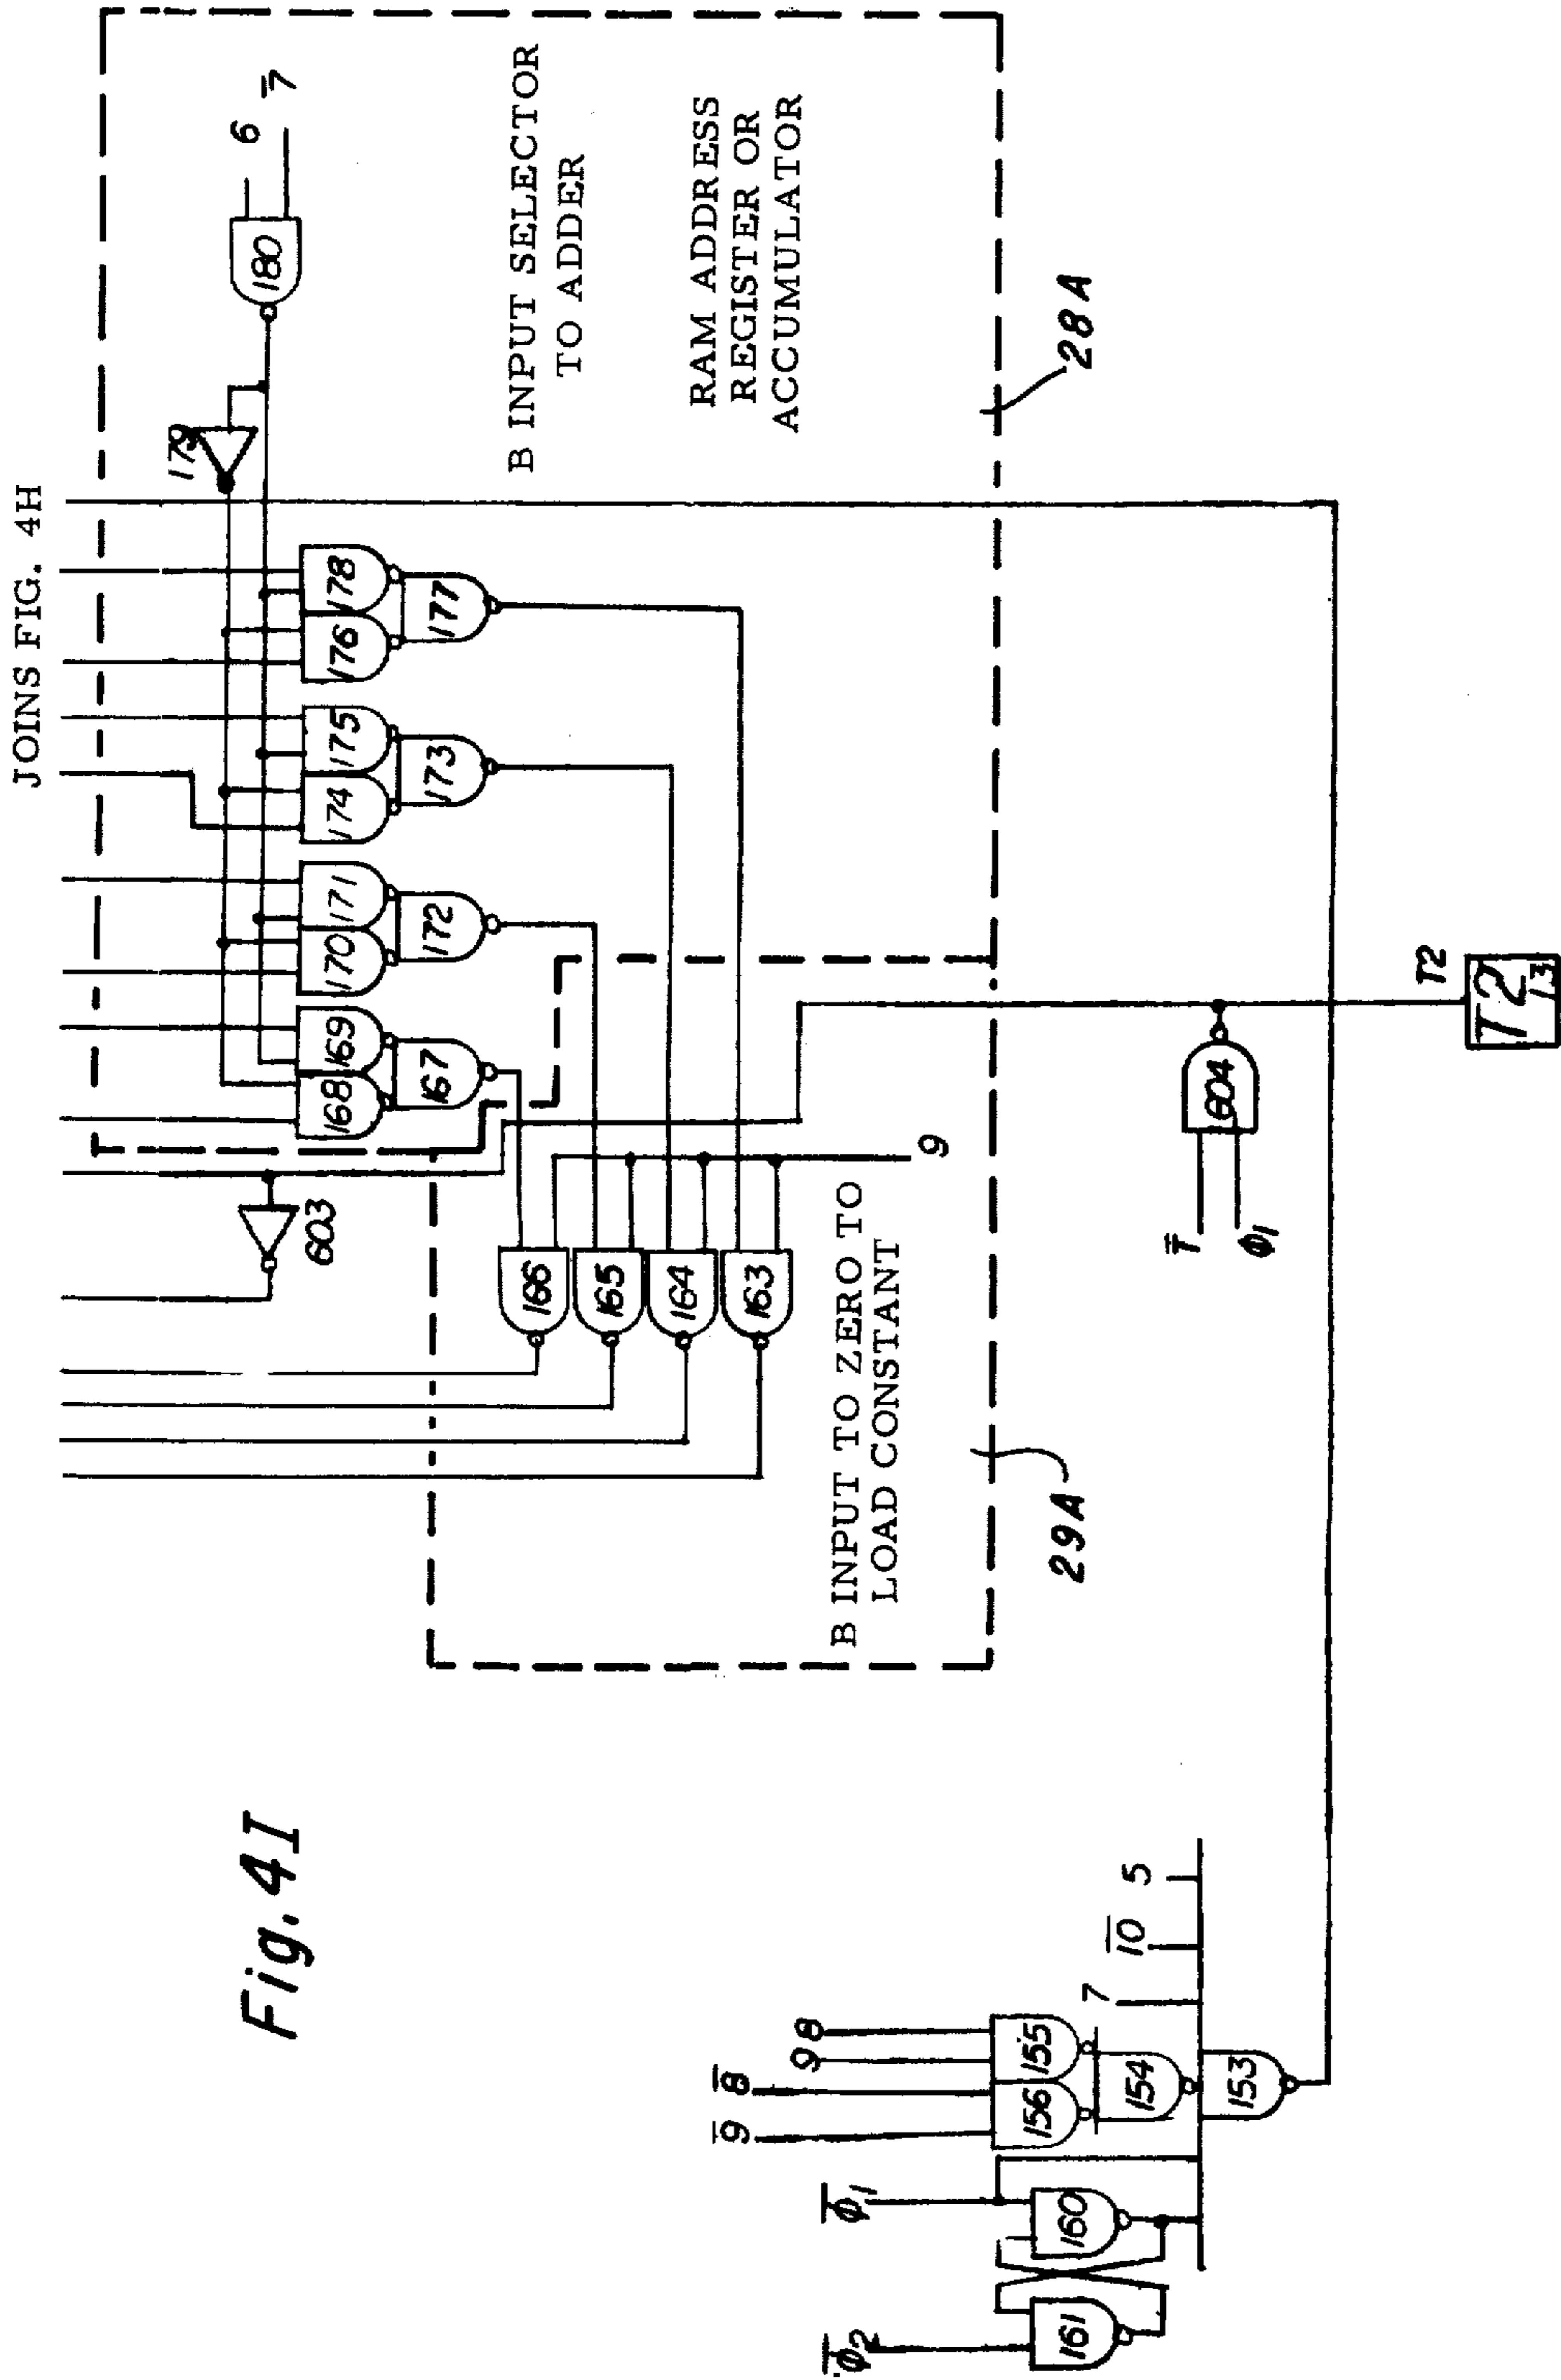 Fig. 4I
JOINS FIG. 4H
6
7̅
180
179
178
176
177
175
174
173
171
170
172
169
168
167
603
166
165
164
163
9
B INPUT SELECTOR
TO ADDER
RAM ADDRESS
REGISTER OR
ACCUMULATOR
28A
B INPUT TO ZERO TO
LOAD CONSTANT
29A
T̅
Φ1
604
T2
T2
13
5
1̅0̅
7
8
9
8̅
9̅
155
156
154
153
Φ̅1
160
Φ̅2
161